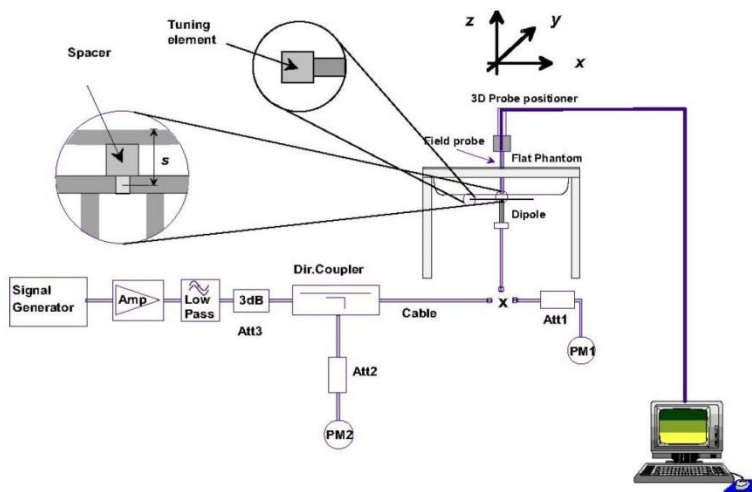 Spacer
s
Tuning
element
z
y
x
3D Probe positioner
Field probe
Flat Phantom
Dipole
Signal
Generator
Amp
Low
Pass
3dB
Att3
Dir.Coupler
Cable
x
Att1
PM1
Att2
PM2